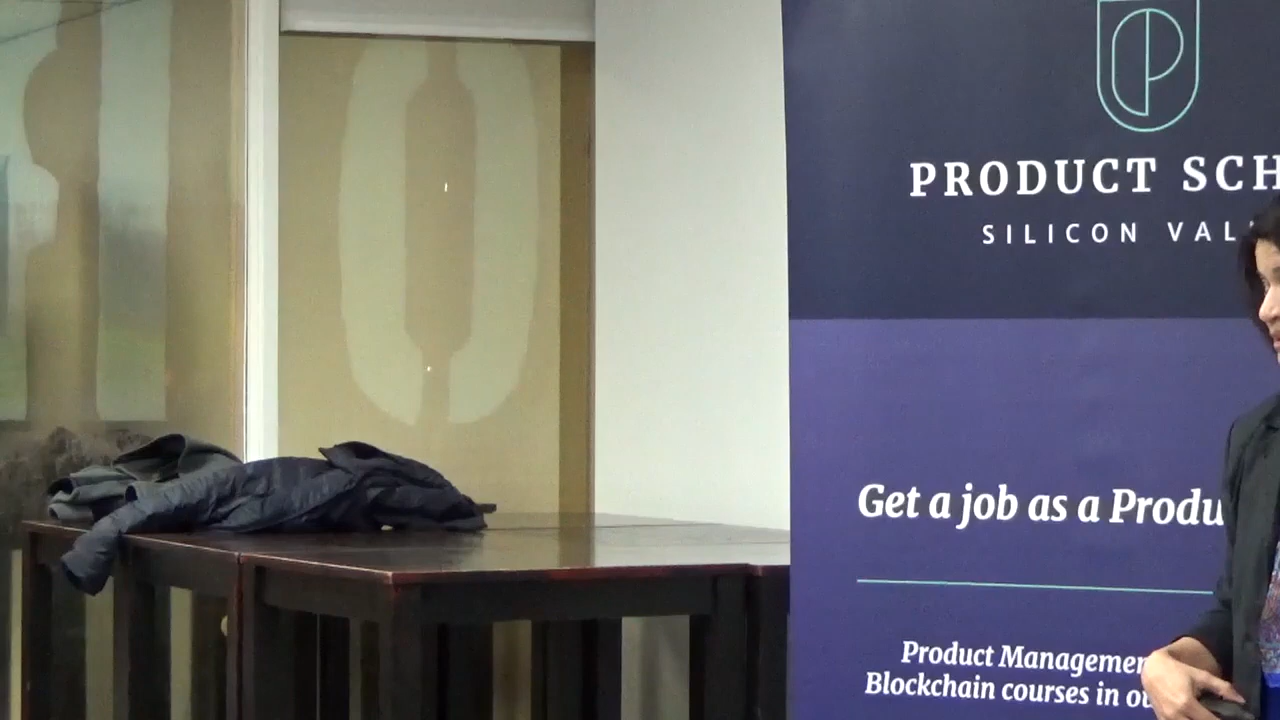 PRODUCT SCH
SILICON VAL
Get a job as a Produ
Product Managemen
Blockchain courses in ou